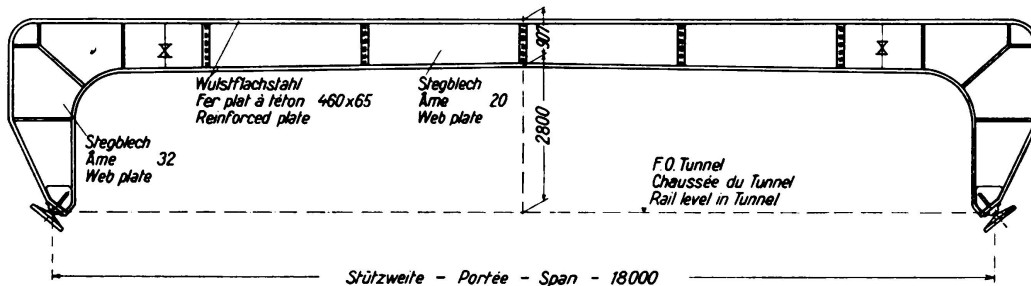 907
Wulstflachstahl
Fer plat à téton 460x65
Reinforced plate
Stegblech
Âme 20
Web plate
2800
Stegblech
Âme 32
Web plate
F.O. Tunnel
Chaussée du Tunnel
Rail level in Tunnel
Stützweite - Portée - Span - 18000